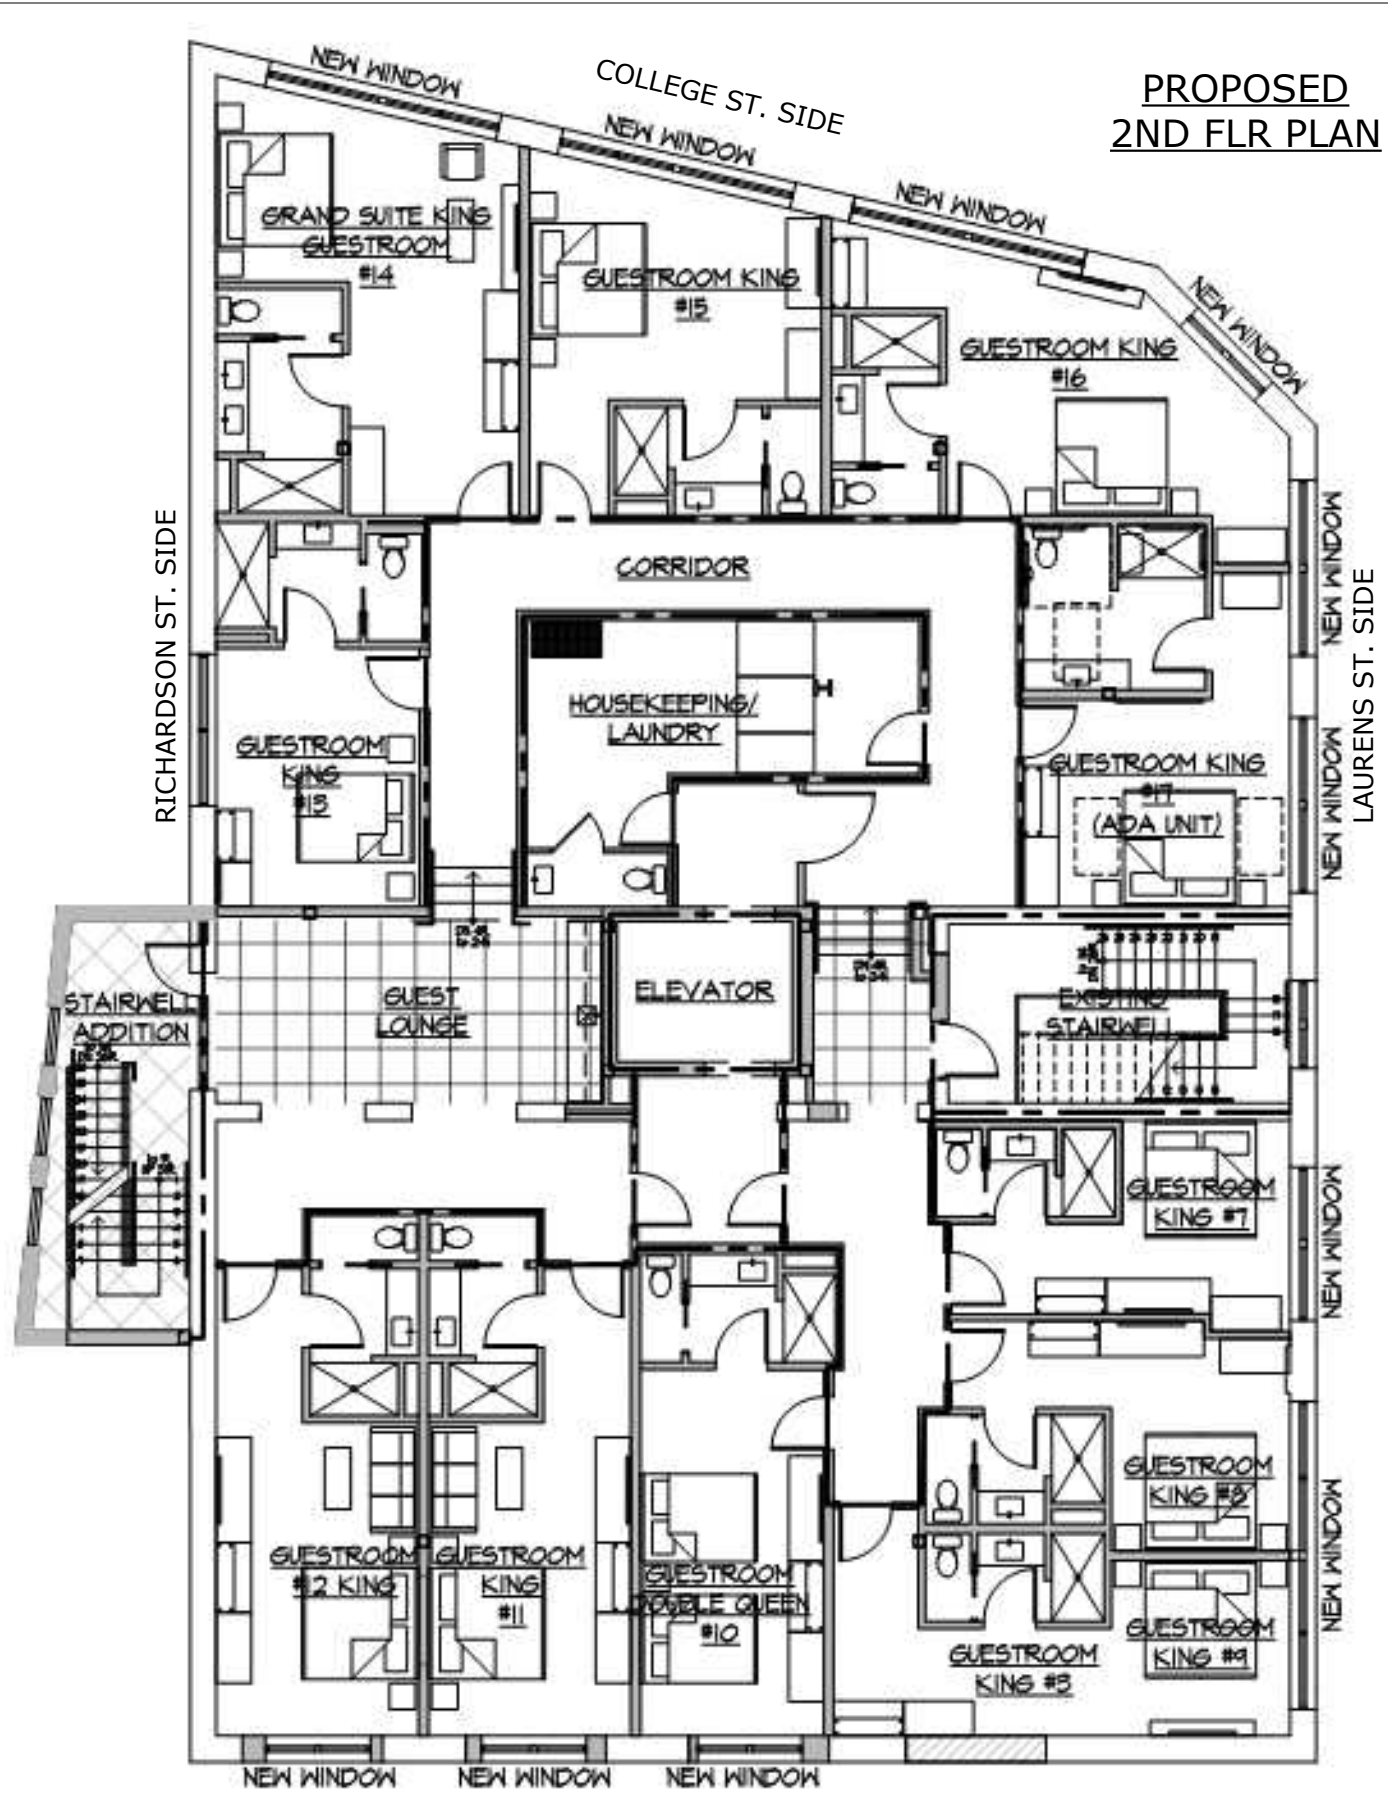 NEW WINDOW
COLLEGE ST. SIDE
PROPOSED
2ND FLR PLAN
NEW WINDOW
NEW WINDOW
NEW WINDOW
GRAND SUITE KING
GUESTROOM
#14
GUESTROOM KING
#15
GUESTROOM KING
#16
NEW WINDOW
RICHARDSON ST. SIDE
CORRIDOR
LAURENS ST. SIDE
HOUSEKEEPING/
LAUNDRY
GUESTROOM
KING
#13
GUESTROOM KING
#17
(ADA UNIT)
NEW WINDOW
STAIRWELL
ADDITION
GUEST
LOUNGE
ELEVATOR
EXISTING
STAIRWELL
GUESTROOM
KING #7
NEW WINDOW
GUESTROOM
KING #8
NEW WINDOW
GUESTROOM
#12 KING
GUESTROOM
KING
#11
GUESTROOM
DOUBLE QUEEN
#10
GUESTROOM
KING #3
GUESTROOM
KING #9
NEW WINDOW
NEW WINDOW
NEW WINDOW